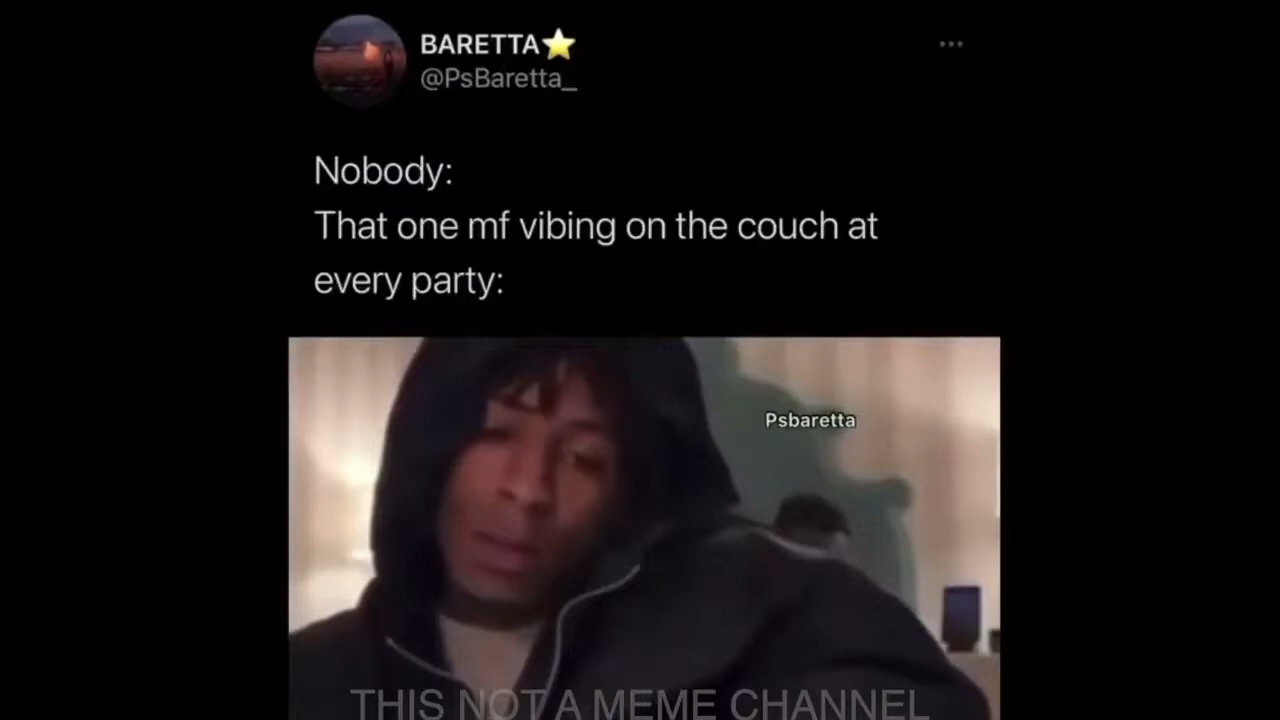 BARETTA⭐
@PsBaretta_
Nobody:
That one mf vibing on the couch at
every party:
Psbaretta
THIS NOT A MEME CHANNEL